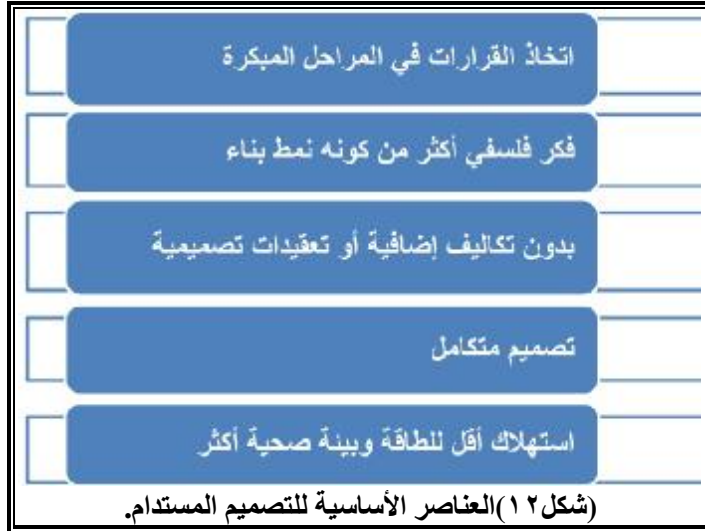 اتخاذ القرارات في المراحل المبكرة
فكر فلسفي أكثر من كونه نمط بناء
بدون تكاليف إضافية أو تعقيدات تصميمية
تصميم متكامل
استهلاك أقل للطاقة وبيئة صحية أكثر
(شكل١٢)العناصر الأساسية للتصميم المستدام.